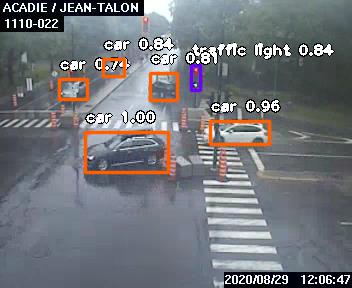 ACADIE / JEAN-TALON
1110-022
car 0.84
traffic light 0.84
car 0.74
car 0.81
car 0.96
car 1.00
2020/08/29 12:06:47